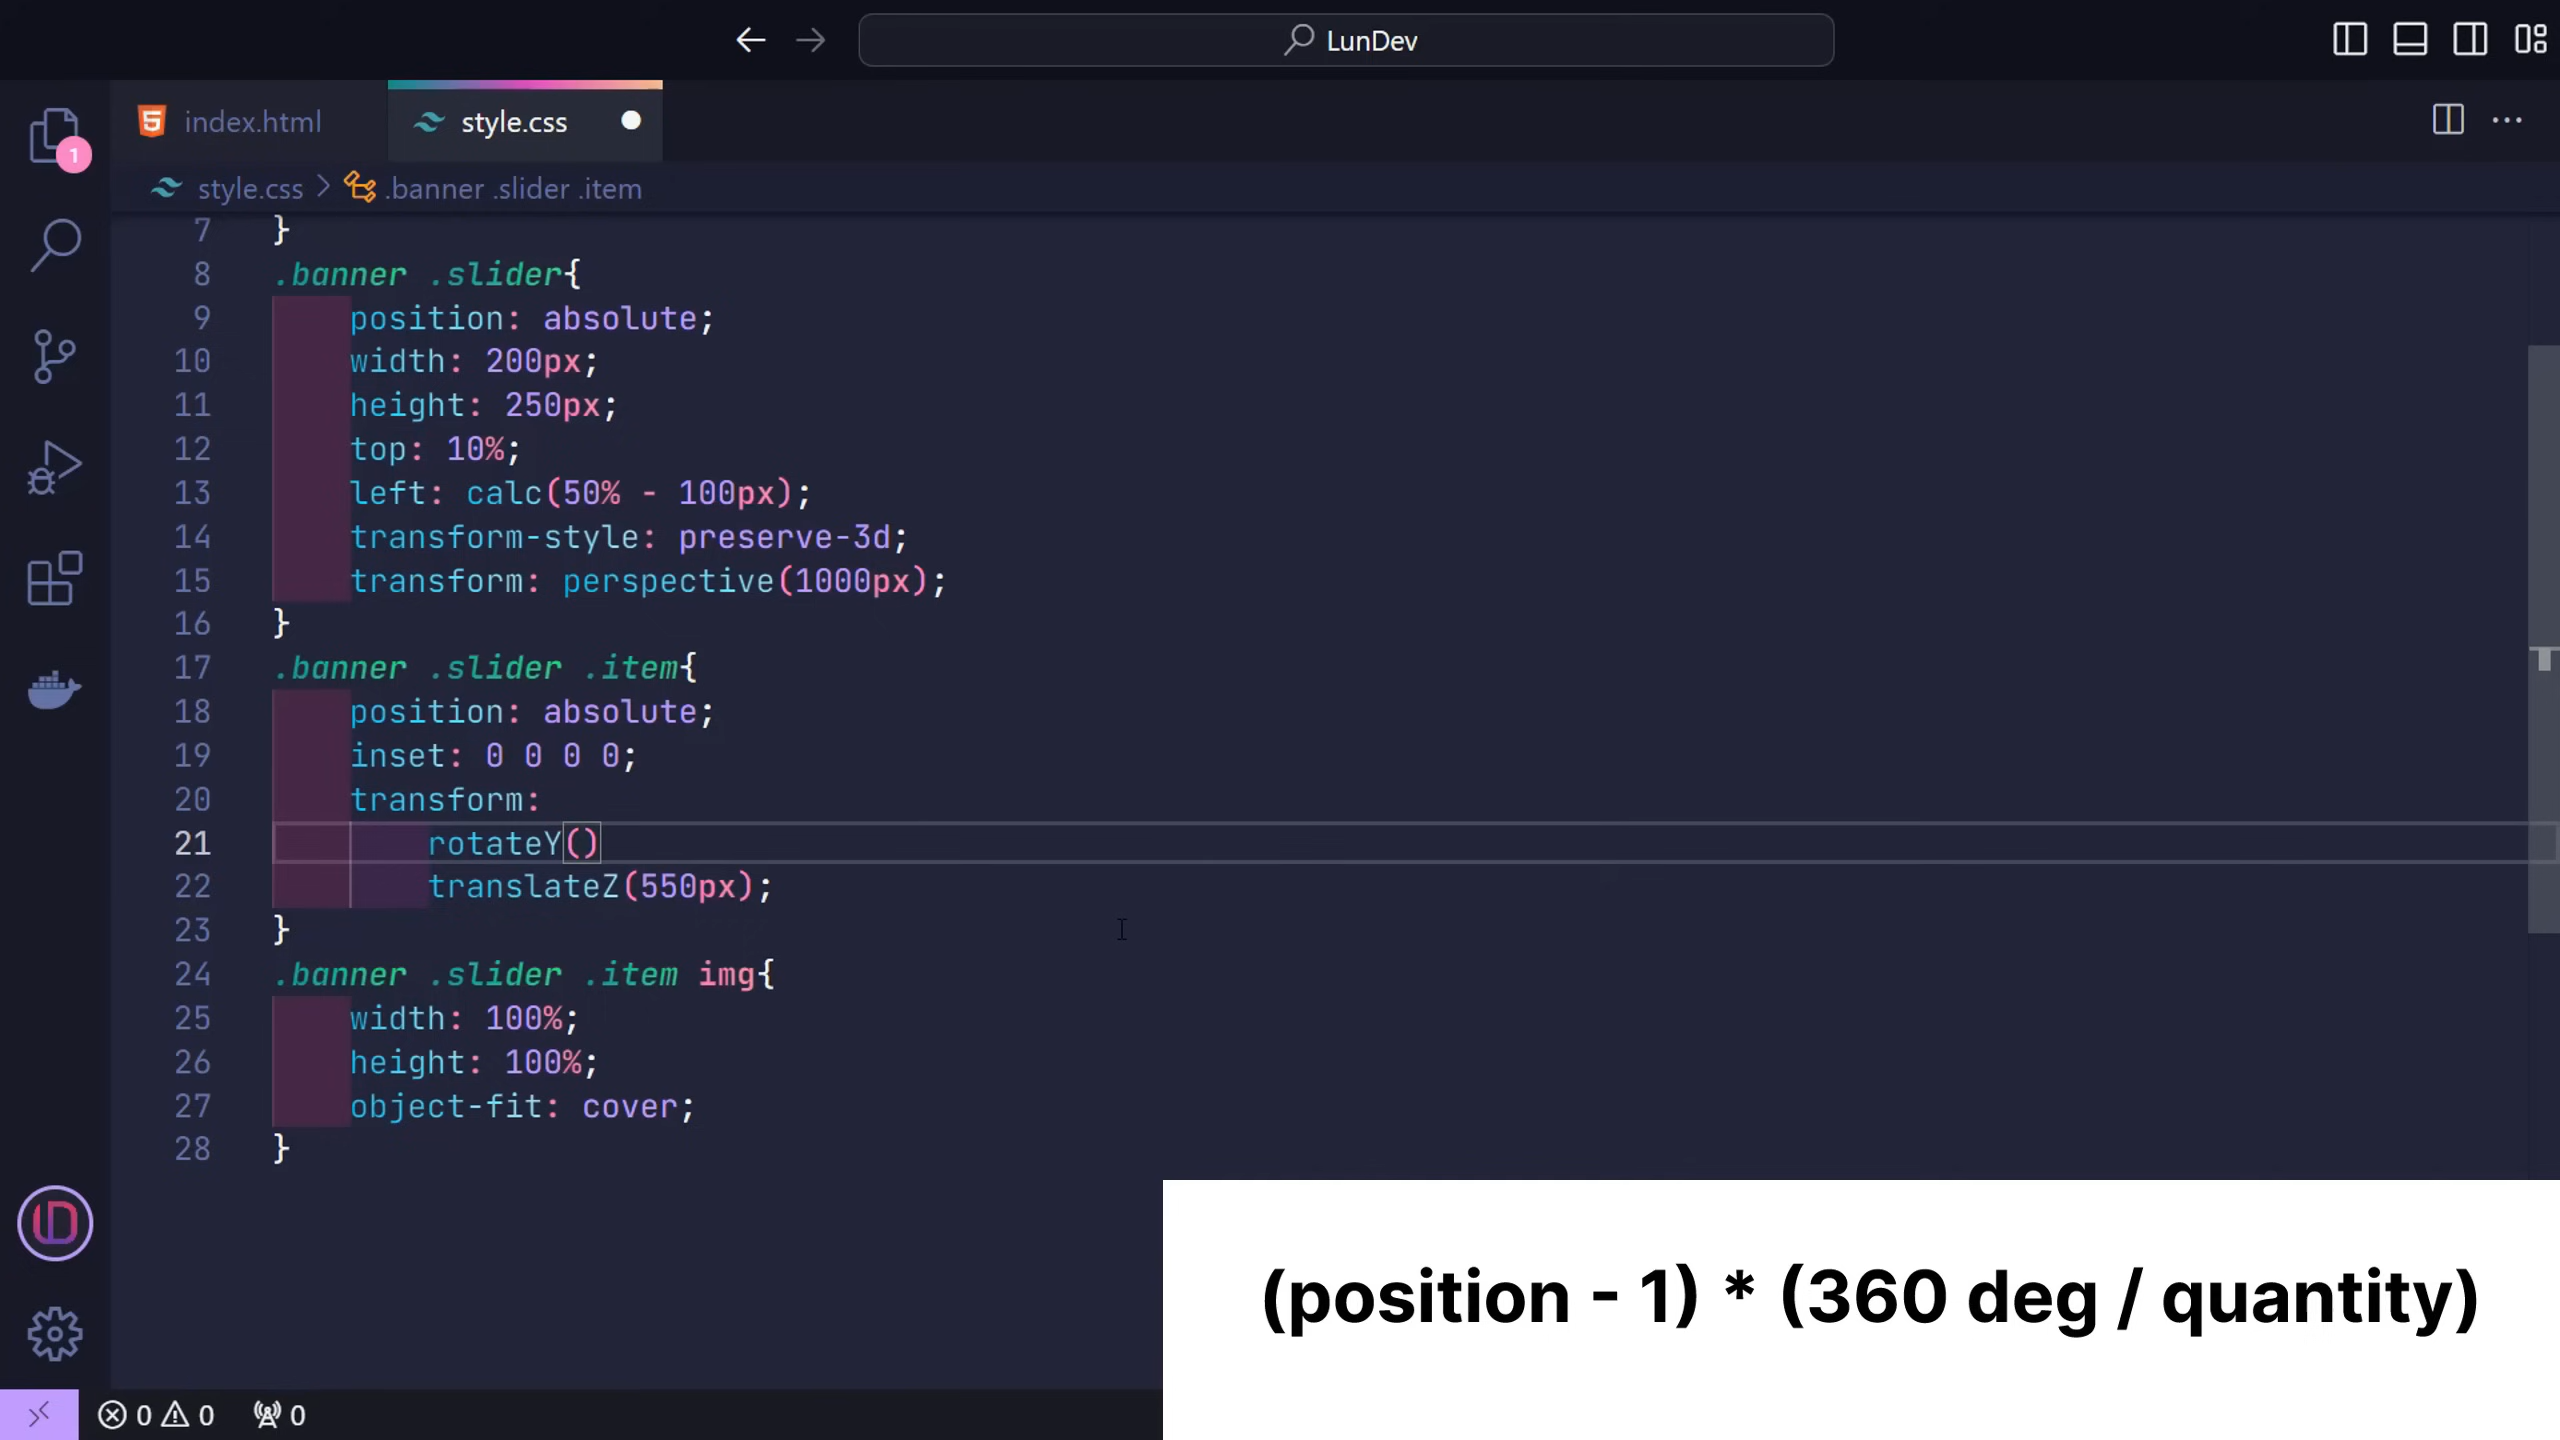 LunDev
index.html
style.css
1
style.css > .banner .slider .item
7 }
8 .banner .slider{
9 position: absolute;
10 width: 200px;
11 height: 250px;
12 top: 10%;
13 left: calc(50% - 100px);
14 transform-style: preserve-3d;
15 transform: perspective(1000px);
16 }
17 .banner .slider .item{
18 position: absolute;
19 inset: 0 0 0 0;
20 transform:
21 rotateY()
22 translateZ(550px);
23 }
24 .banner .slider .item img{
25 width: 100%;
26 height: 100%;
27 object-fit: cover;
28 }
(position - 1) * (360 deg / quantity)
0 0 0